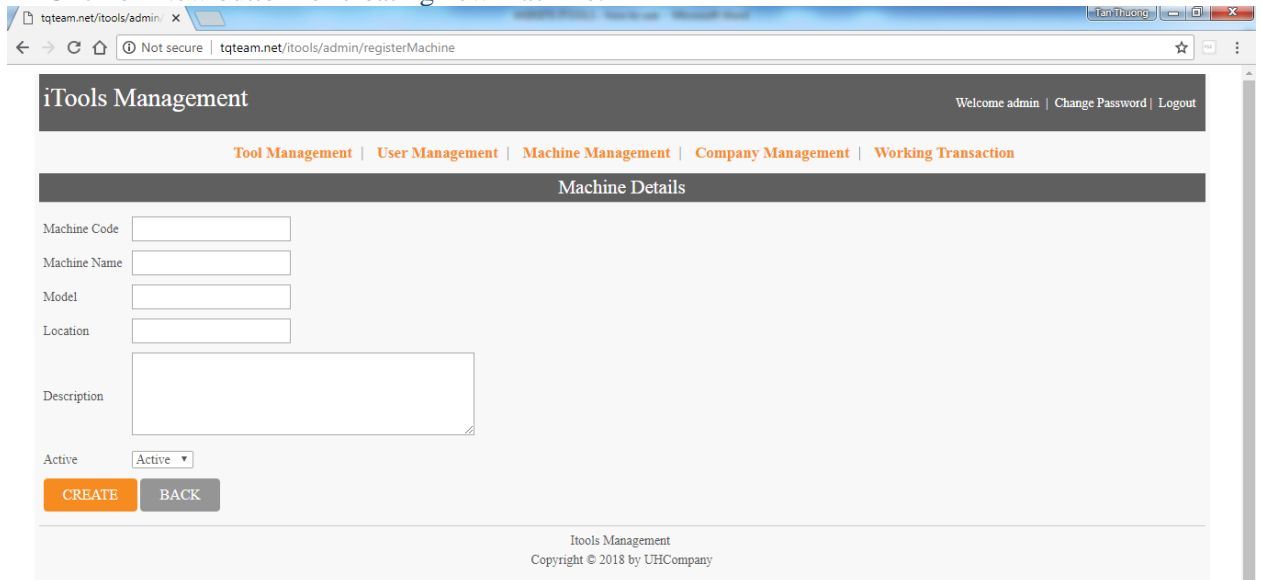 tqteam.net/itools/admin/
Tan Thuong
Not secure | tqteam.net/itools/admin/registerMachine
iTools Management
Welcome admin | Change Password | Logout
Tool Management | User Management | Machine Management | Company Management | Working Transaction
Machine Details
Machine Code
Machine Name
Model
Location
Description
Active Active
CREATE BACK
Itools Management
Copyright © 2018 by UHCompany